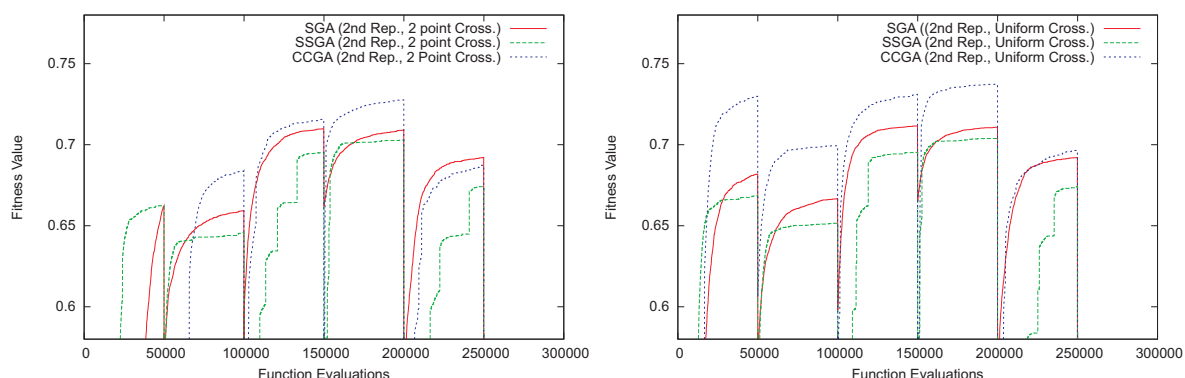 SGA (2nd Rep., 2 point Cross.)
SSGA (2nd Rep., 2 point Cross.)
CCGA (2nd Rep., 2 Point Cross.)
0.75
0.7
0.65
0.6
Fitness Value
0 50000 100000 150000 200000 250000 300000
Function Evaluations
SGA ((2nd Rep., Uniform Cross.)
SSGA (2nd Rep., Uniform Cross.)
CCGA (2nd Rep., Uniform Cross.)
0.75
0.7
0.65
0.6
Fitness Value
0 50000 100000 150000 200000 250000 300000
Function Evaluations